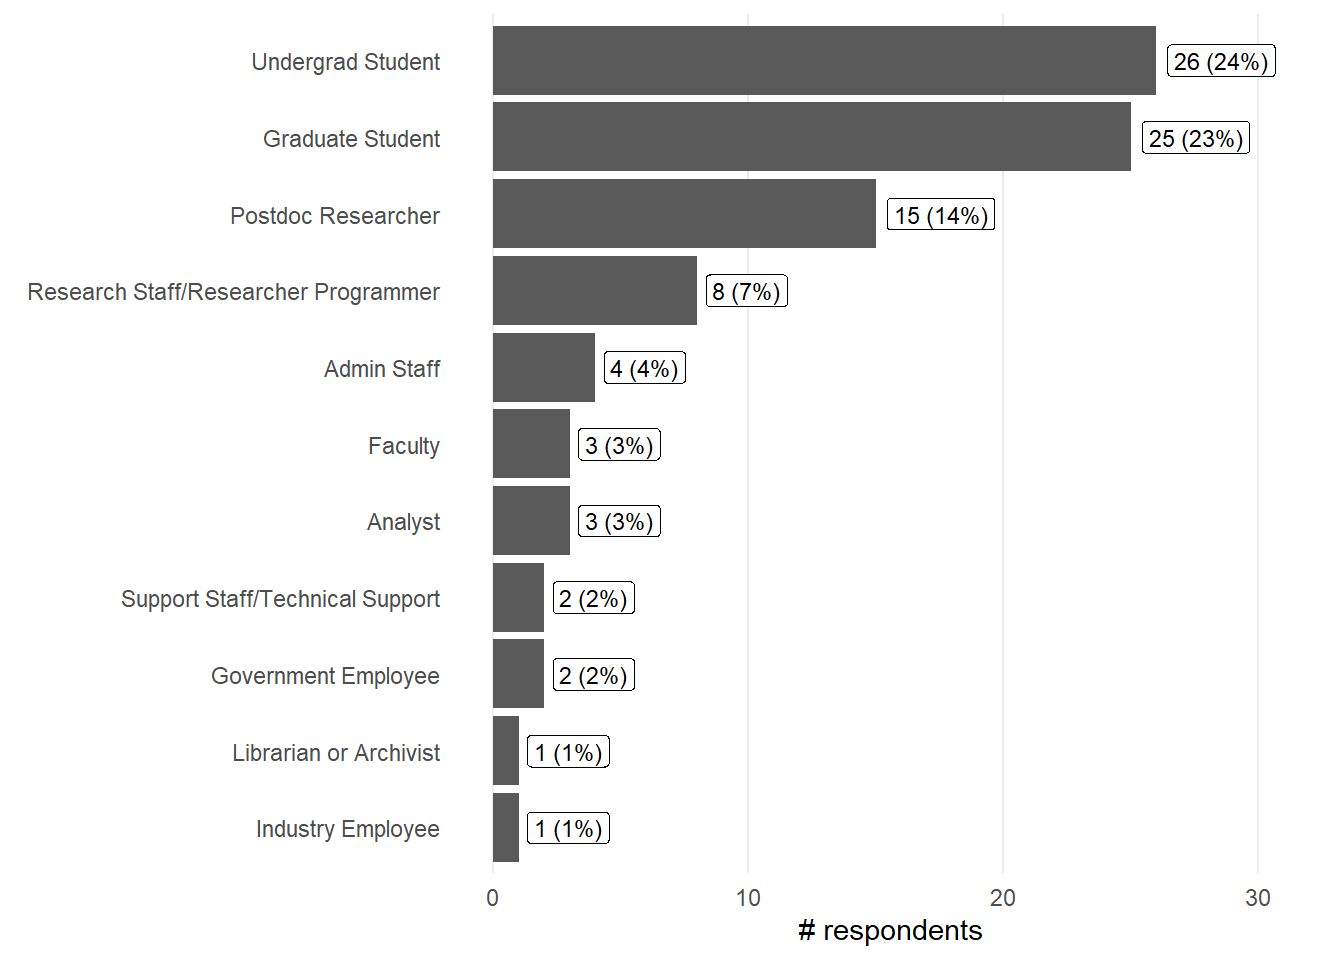 Undergrad Student 26 (24%)
Graduate Student 25 (23%)
Postdoc Researcher 15 (14%)
Research Staff/Researcher Programmer 8 (7%)
Admin Staff 4 (4%)
Faculty 3 (3%)
Analyst 3 (3%)
Support Staff/Technical Support 2 (2%)
Government Employee 2 (2%)
Librarian or Archivist 1 (1%)
Industry Employee 1 (1%)
0 10 20 30
# respondents